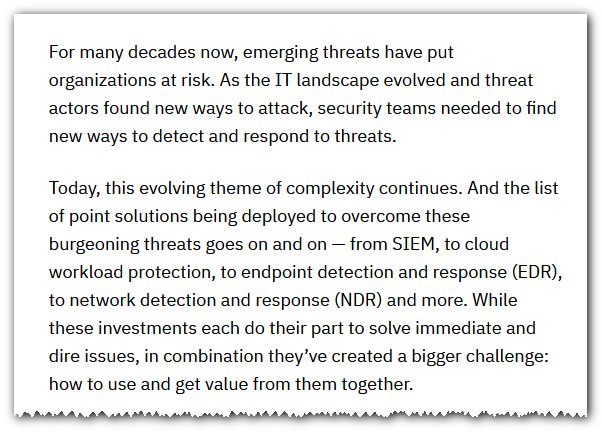 For many decades now, emerging threats have put
organizations at risk. As the IT landscape evolved and threat
actors found new ways to attack, security teams needed to find
new ways to detect and respond to threats.
Today, this evolving theme of complexity continues. And the list
of point solutions being deployed to overcome these
burgeoning threats goes on and on — from SIEM, to cloud
workload protection, to endpoint detection and response (EDR),
to network detection and response (NDR) and more. While
these investments each do their part to solve immediate and
dire issues, in combination they’ve created a bigger challenge:
how to use and get value from them together.